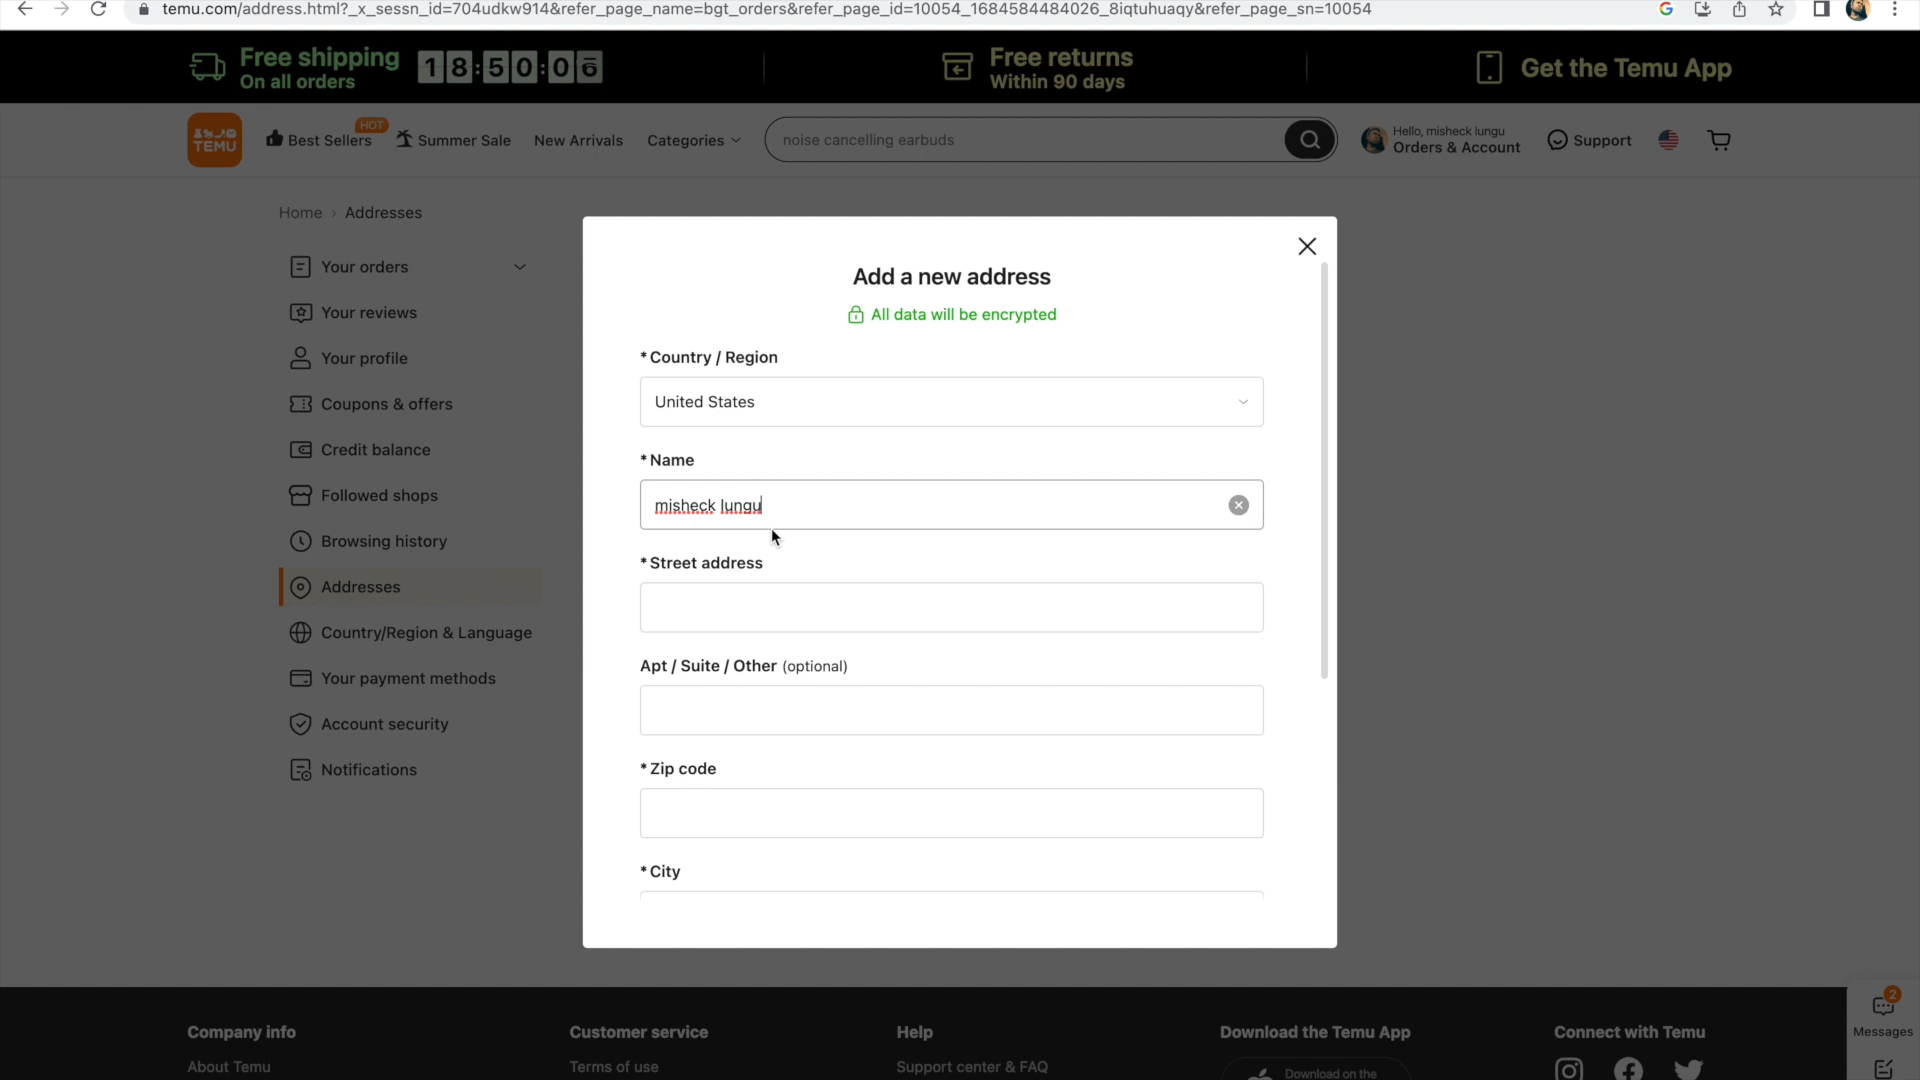 temu.com/address.html?_x_sessn_id=704udkw914&refer_page_name=bgt_orders&refer_page_id=10054_1684584484026_8iqtuhuaqy&refer_page_sn=10054
Free shipping
On all orders
18:50:06
Free returns
Within 90 days
Get the Temu App
TEMU
Best Sellers
HOT
Summer Sale
New Arrivals
Categories
noise cancelling earbuds
Hello, misheck lungu
Orders & Account
Support
Home › Addresses
Your orders
Your reviews
Your profile
Coupons & offers
Credit balance
Followed shops
Browsing history
Addresses
Country/Region & Language
Your payment methods
Account security
Notifications
Add a new address
All data will be encrypted
* Country / Region
United States
* Name
misheck lungu
* Street address
Apt / Suite / Other (optional)
* Zip code
* City
Company info
About Temu
Customer service
Terms of use
Help
Support center & FAQ
Download the Temu App
Download on the
Connect with Temu
2
Messages